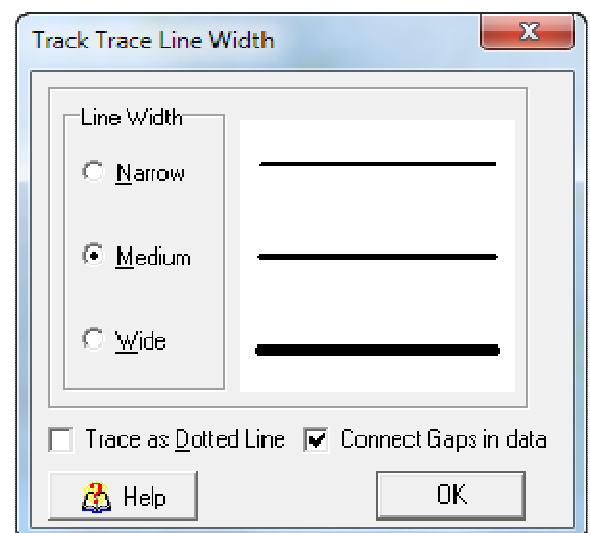 Track Trace Line Width
Line Width
Narrow
Medium
Wide
Trace as Dotted Line Connect Gaps in data
Help OK